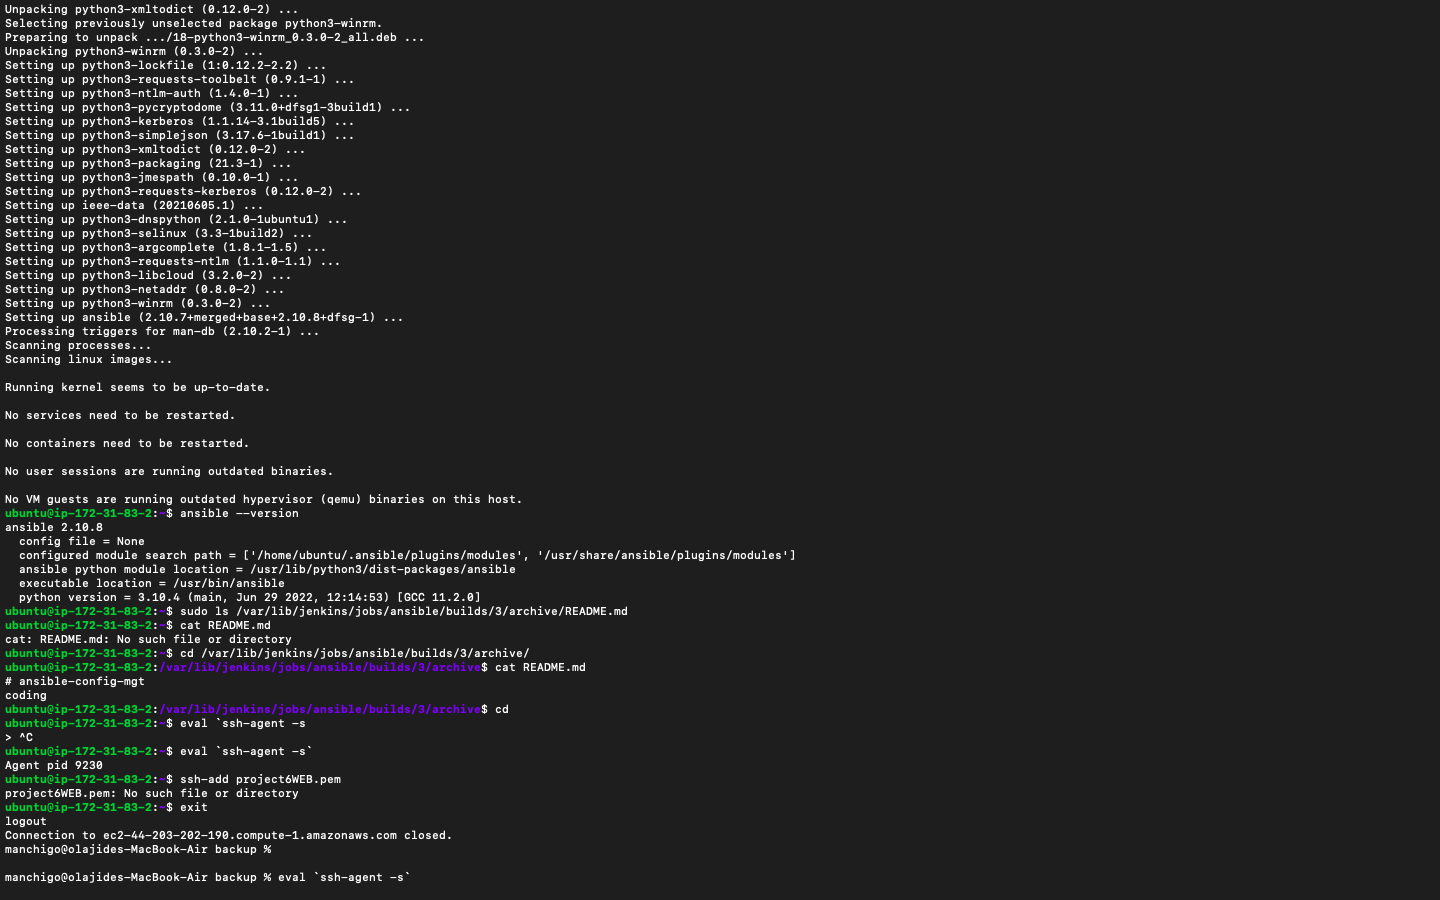 Unpacking python3-xmltodict (0.12.0-2) ...
Selecting previously unselected package python3-winrm.
Preparing to unpack .../18-python3-winrm_0.3.0-2_all.deb ...
Unpacking python3-winrm (0.3.0-2) ...
Setting up python3-lockfile (1:0.12.2-2.2) ...
Setting up python3-requests-toolbelt (0.9.1-1) ...
Setting up python3-ntlm-auth (1.4.0-1) ...
Setting up python3-pycryptodome (3.11.0+dfsg1-3build1) ...
Setting up python3-kerberos (1.1.14-3.1build5) ...
Setting up python3-simplejson (3.17.6-1build1) ...
Setting up python3-xmltodict (0.12.0-2) ...
Setting up python3-packaging (21.3-1) ...
Setting up python3-jmespath (0.10.0-1) ...
Setting up python3-requests-kerberos (0.12.0-2) ...
Setting up ieee-data (20210605.1) ...
Setting up python3-dnspython (2.1.0-1ubuntu1) ...
Setting up python3-selinux (3.3-1build2) ...
Setting up python3-argcomplete (1.8.1-1.5) ...
Setting up python3-requests-ntlm (1.1.0-1.1) ...
Setting up python3-libcloud (3.2.0-2) ...
Setting up python3-netaddr (0.8.0-2) ...
Setting up python3-winrm (0.3.0-2) ...
Setting up ansible (2.10.7+merged+base+2.10.8+dfsg-1) ...
Processing triggers for man-db (2.10.2-1) ...
Scanning processes...
Scanning linux images...
Running kernel seems to be up-to-date.
No services need to be restarted.
No containers need to be restarted.
No user sessions are running outdated binaries.
No VM guests are running outdated hypervisor (qemu) binaries on this host.
ubuntu@ip-172-31-83-2:~$ ansible --version
ansible 2.10.8
  config file = None
  configured module search path = ['/home/ubuntu/.ansible/plugins/modules', '/usr/share/ansible/plugins/modules']
  ansible python module location = /usr/lib/python3/dist-packages/ansible
  executable location = /usr/bin/ansible
  python version = 3.10.4 (main, Jun 29 2022, 12:14:53) [GCC 11.2.0]
ubuntu@ip-172-31-83-2:~$ sudo ls /var/lib/jenkins/jobs/ansible/builds/3/archive/README.md
ubuntu@ip-172-31-83-2:~$ cat README.md
cat: README.md: No such file or directory
ubuntu@ip-172-31-83-2:~$ cd /var/lib/jenkins/jobs/ansible/builds/3/archive/
ubuntu@ip-172-31-83-2:/var/lib/jenkins/jobs/ansible/builds/3/archive$ cat README.md
# ansible-config-mgt
coding
ubuntu@ip-172-31-83-2:/var/lib/jenkins/jobs/ansible/builds/3/archive$ cd
ubuntu@ip-172-31-83-2:~$ eval `ssh-agent -s
> ^C
ubuntu@ip-172-31-83-2:~$ eval `ssh-agent -s`
Agent pid 9230
ubuntu@ip-172-31-83-2:~$ ssh-add project6WEB.pem
project6WEB.pem: No such file or directory
ubuntu@ip-172-31-83-2:~$ exit
logout
Connection to ec2-44-203-202-190.compute-1.amazonaws.com closed.
manchigo@olajides-MacBook-Air backup %
manchigo@olajides-MacBook-Air backup % eval `ssh-agent -s`